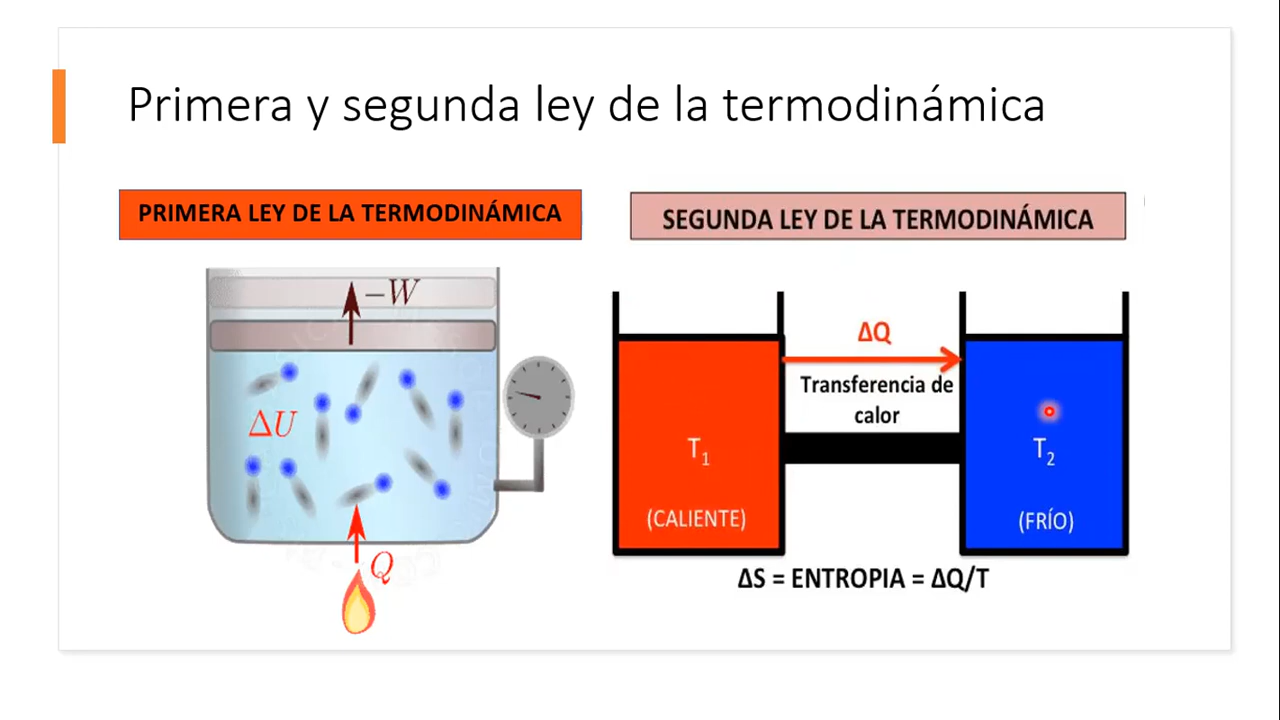 Primera y segunda ley de la termodinámica
PRIMERA LEY DE LA TERMODINÁMICA
−W
ΔU
Q
SEGUNDA LEY DE LA TERMODINÁMICA
ΔQ
Transferencia de
calor
T₁
(CALIENTE)
T₂
(FRÍO)
ΔS = ENTROPIA = ΔQ/T